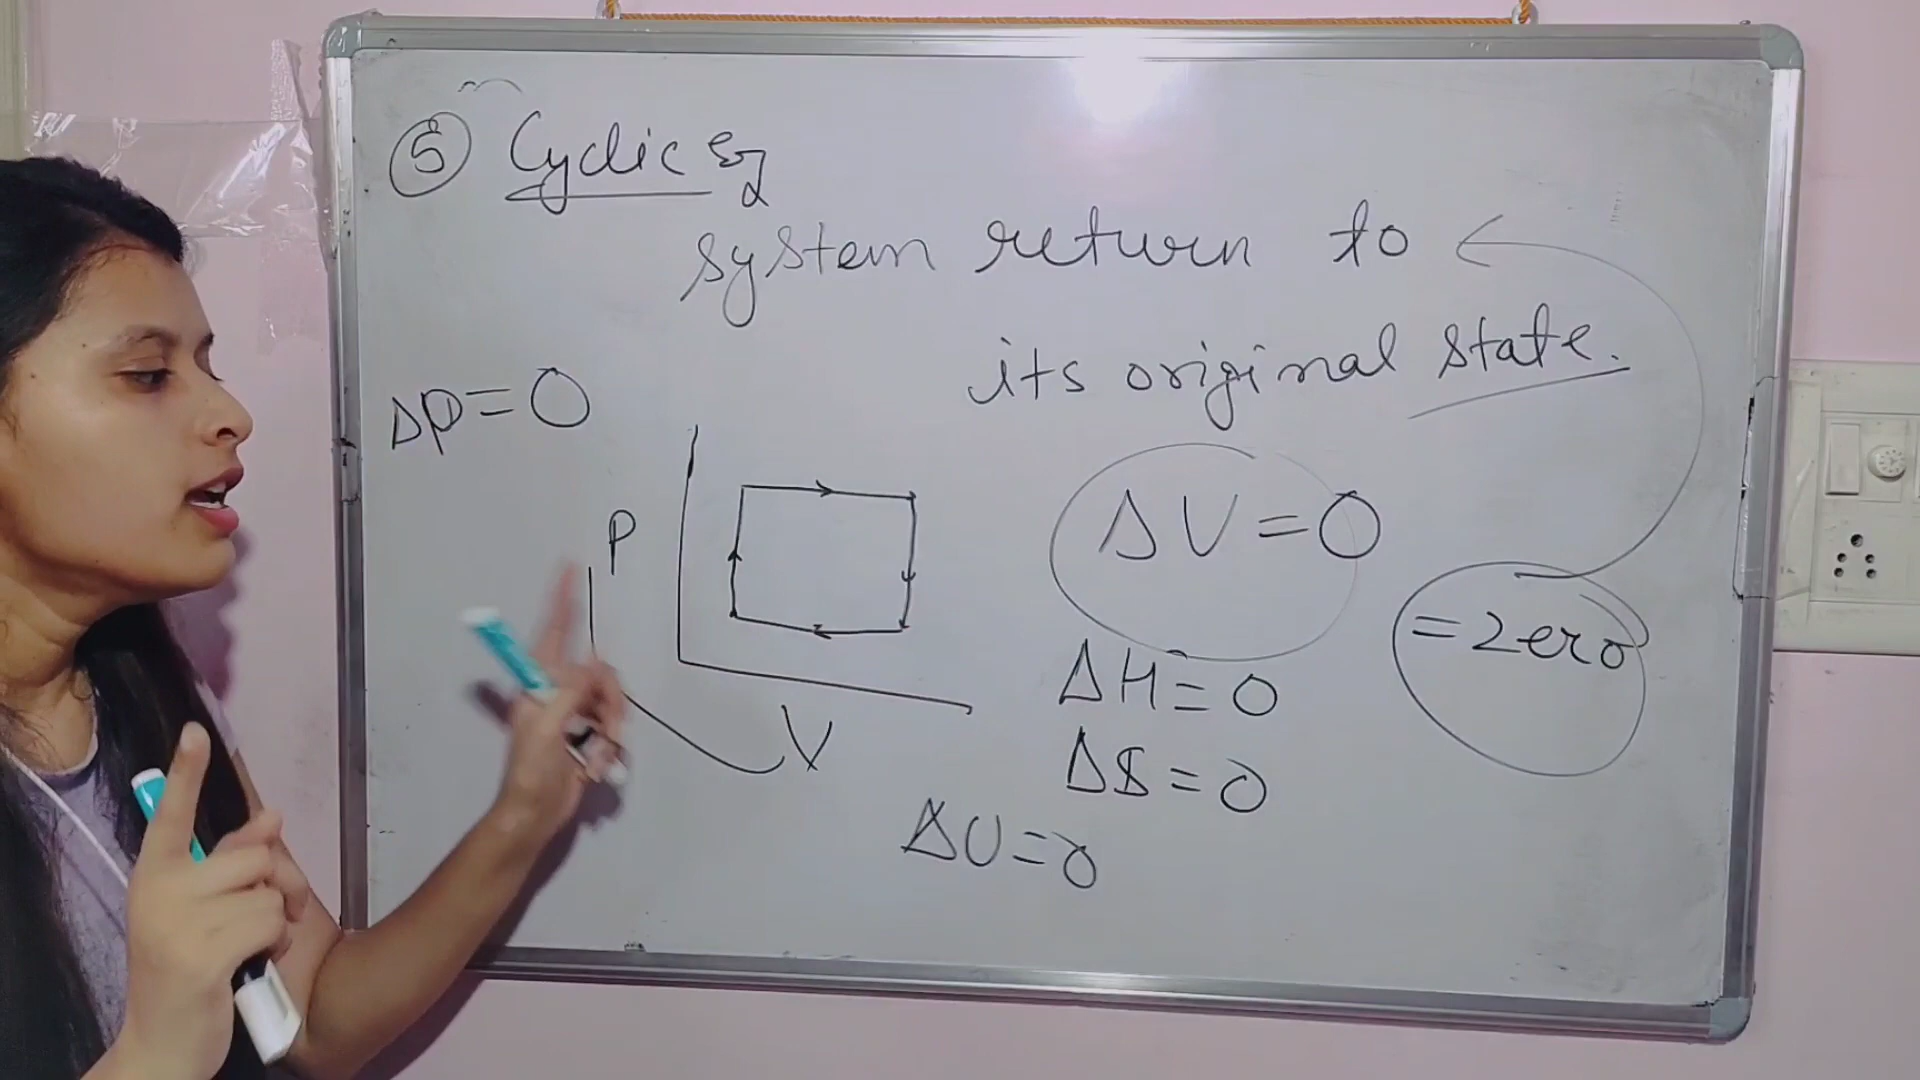 ⑤ Cyclic
system return to
its original state.
Δp=0
P
V
ΔV=0
=Zero
ΔH=0
ΔS=0
ΔU=0